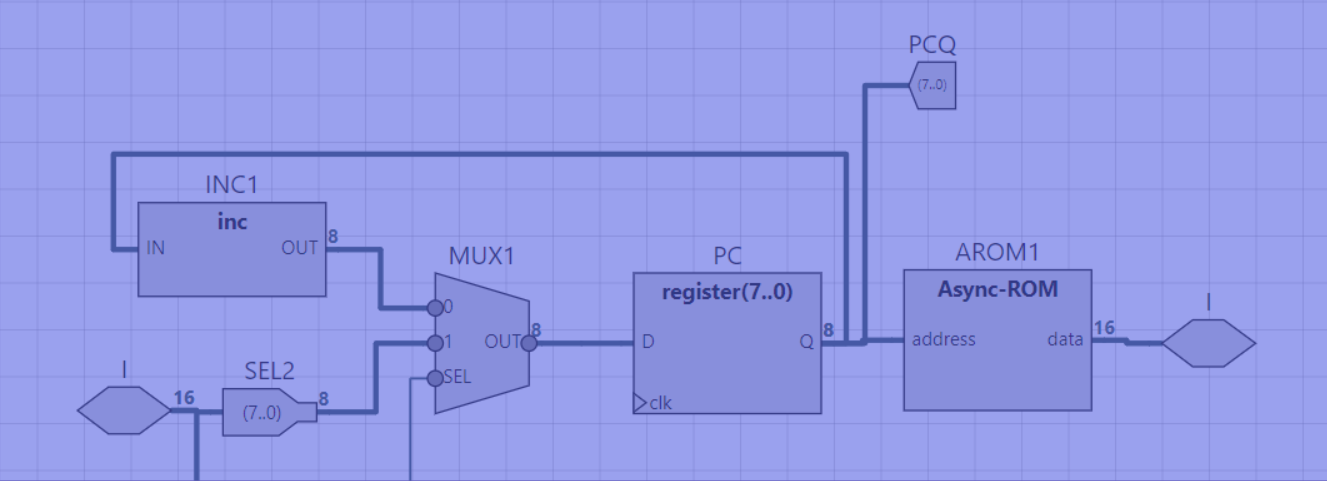 PCQ
(7..0)
INC1
inc
IN
OUT
8
MUX1
0
1
OUT
8
SEL
PC
register(7..0)
D
Q
8
clk
AROM1
Async-ROM
address
data
16
I
I
16
SEL2
(7..0)
8